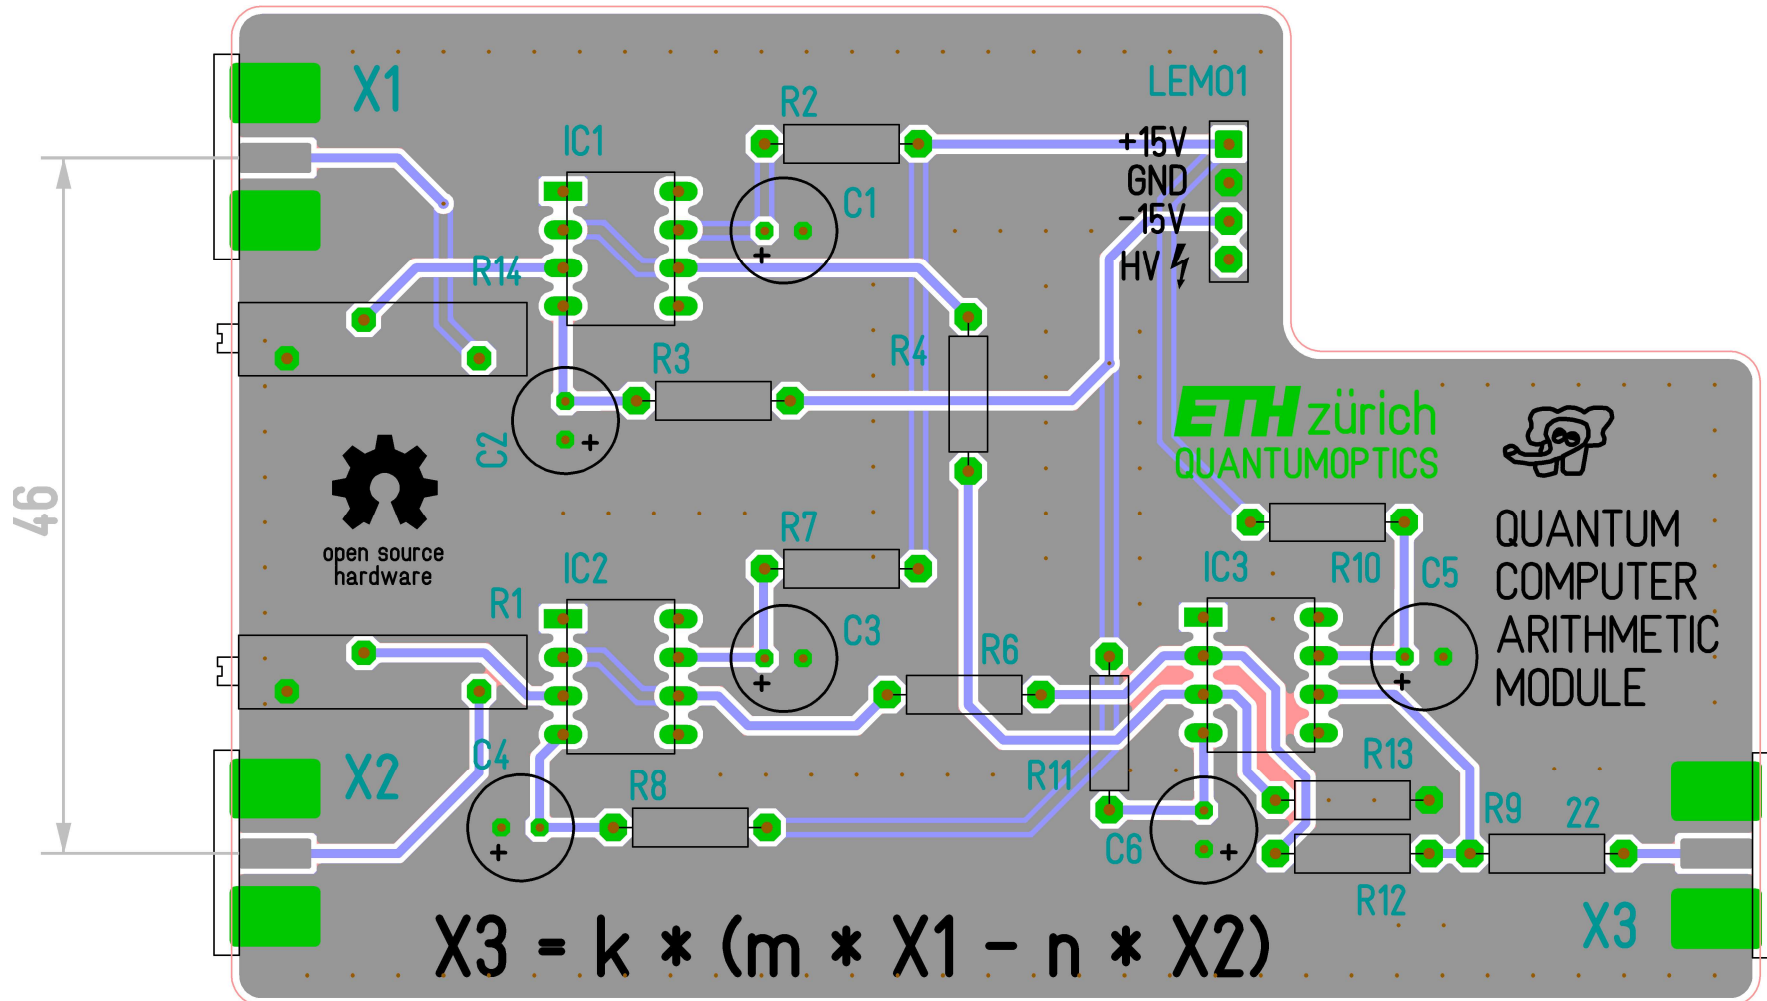 X1
R2
LEMO1
IC1
+15V
GND
C1
-15V
HV
R14
+
R3
R4
C2
+
ETH zürich
QUANTUMOPTICS
46
open source
hardware
R7
QUANTUM
COMPUTER
ARITHMETIC
MODULE
IC2
IC3
R10
C5
R1
C3
R6
+
+
X2
C4
R8
R11
R13
R9
22
+
C6
+
R12
X3
X3 = k * (m * X1 - n * X2)